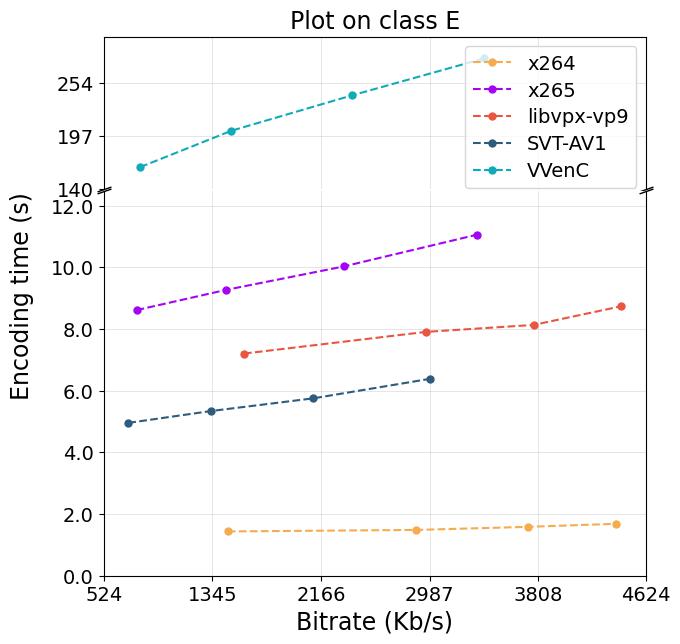 Plot on class E
x264
x265
libvpx-vp9
SVT-AV1
VVenC
254
197
140
12.0
10.0
8.0
6.0
4.0
2.0
0.0
Encoding time (s)
524 1345 2166 2987 3808 4624
Bitrate (Kb/s)